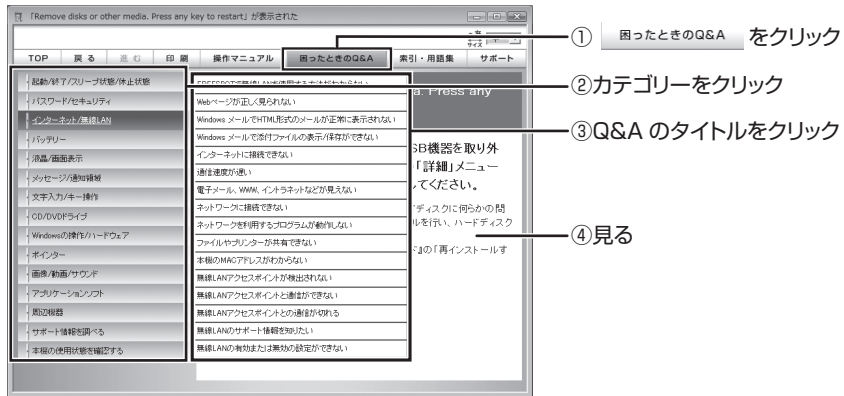 「Remove disks or other media. Press any key to restart」が表示された
サイズ
TOP 戻る 進む 印刷 操作マニュアル 困ったときのQ&A 索引・用語集 サポート
起動/終了/スリープ状態/休止状態
パスワード/セキュリティ
インターネット/無線LAN
バッテリー
液晶/画面表示
メッセージ/通知領域
文字入力/キー操作
CD/DVDドライブ
Windowsの操作/ハードウェア
ポインター
画像/動画/サウンド
アプリケーションソフト
周辺機器
サポート情報を調べる
本機の使用状態を確認する
Webページが正しく見られない
Windows メールでHTML形式のメールが正常に表示されない
Windows メールで添付ファイルの表示/保存ができない
インターネットに接続できない
通信速度が遅い
電子メール、WWW、イントラネットなどが見えない
ネットワークに接続できない
ネットワークを利用するプログラムが動作しない
ファイルやプリンターが共有できない
本機のMACアドレスがわからない
無線LANアクセスポイントが検出されない
無線LANアクセスポイントと通信ができない
無線LANアクセスポイントとの通信が切れる
無線LANのサポート情報を知りたい
無線LANの有効または無効の設定ができない
a. Press any
SB機器を取り外
「詳細」メニュー
てください。
ディスクに何らかの問
ルを行い、ハードディスク
』の「再インストールす
① 困ったときのQ&A をクリック
②カテゴリーをクリック
③Q&A のタイトルをクリック
④見る